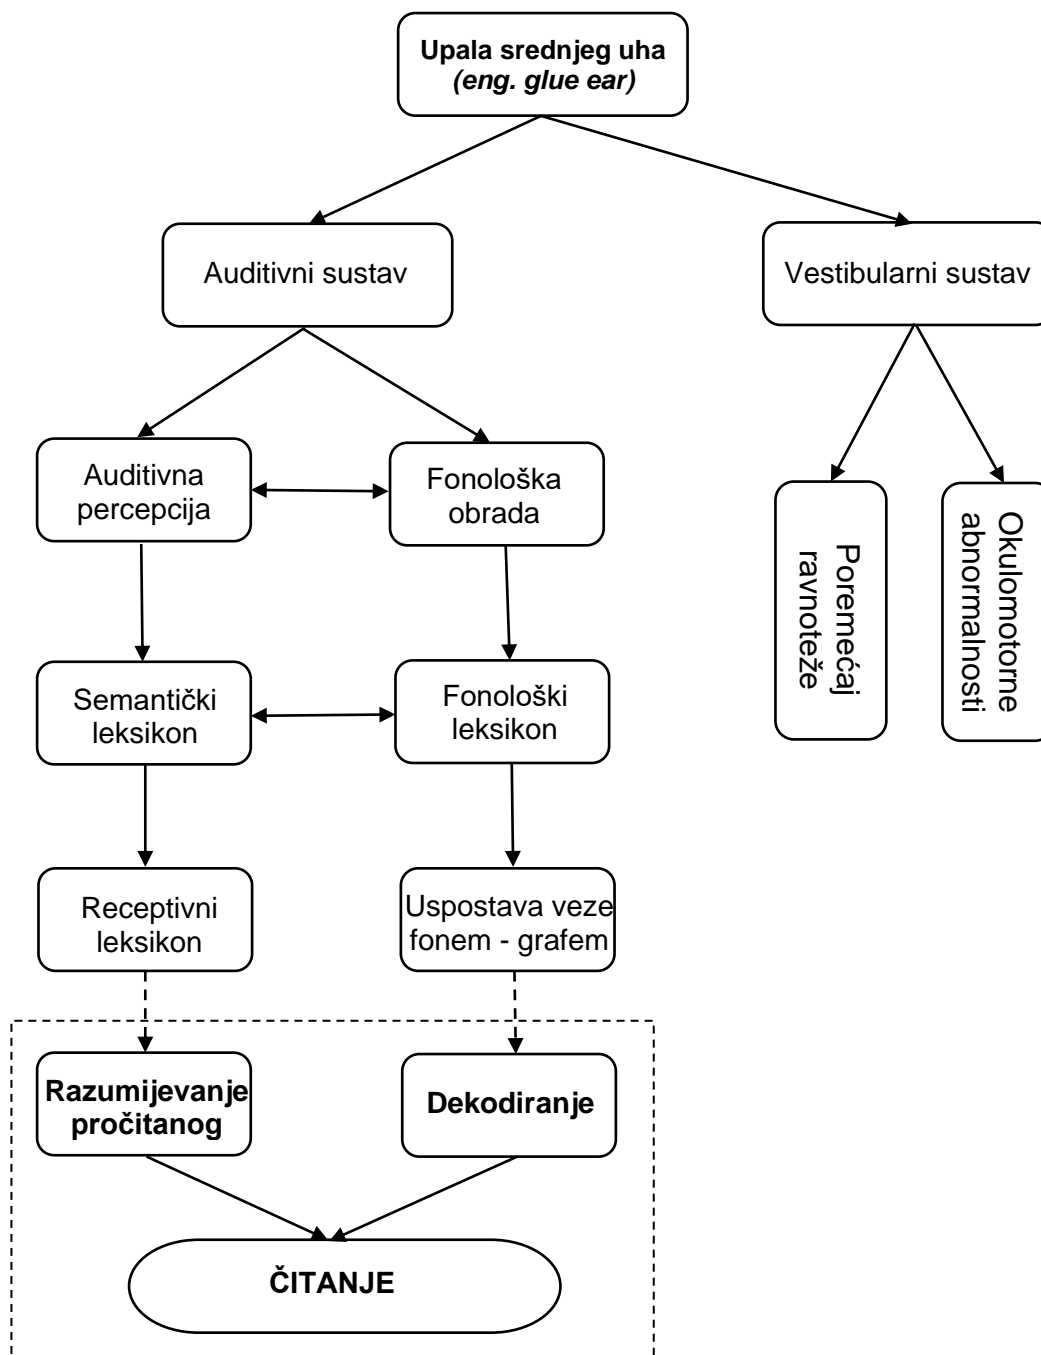 Upala srednjeg uha
(eng. glue ear)
Auditivni sustav
Vestibularni sustav
Auditivna
percepcija
Fonološka
obrada
Poremećaj
ravnoteže
Okulomotorne
abnormalnosti
Semantički
leksikon
Fonološki
leksikon
Receptivni
leksikon
Uspostava veze
fonem - grafem
Razumijevanje
pročitanog
Dekodiranje
ČITANJE